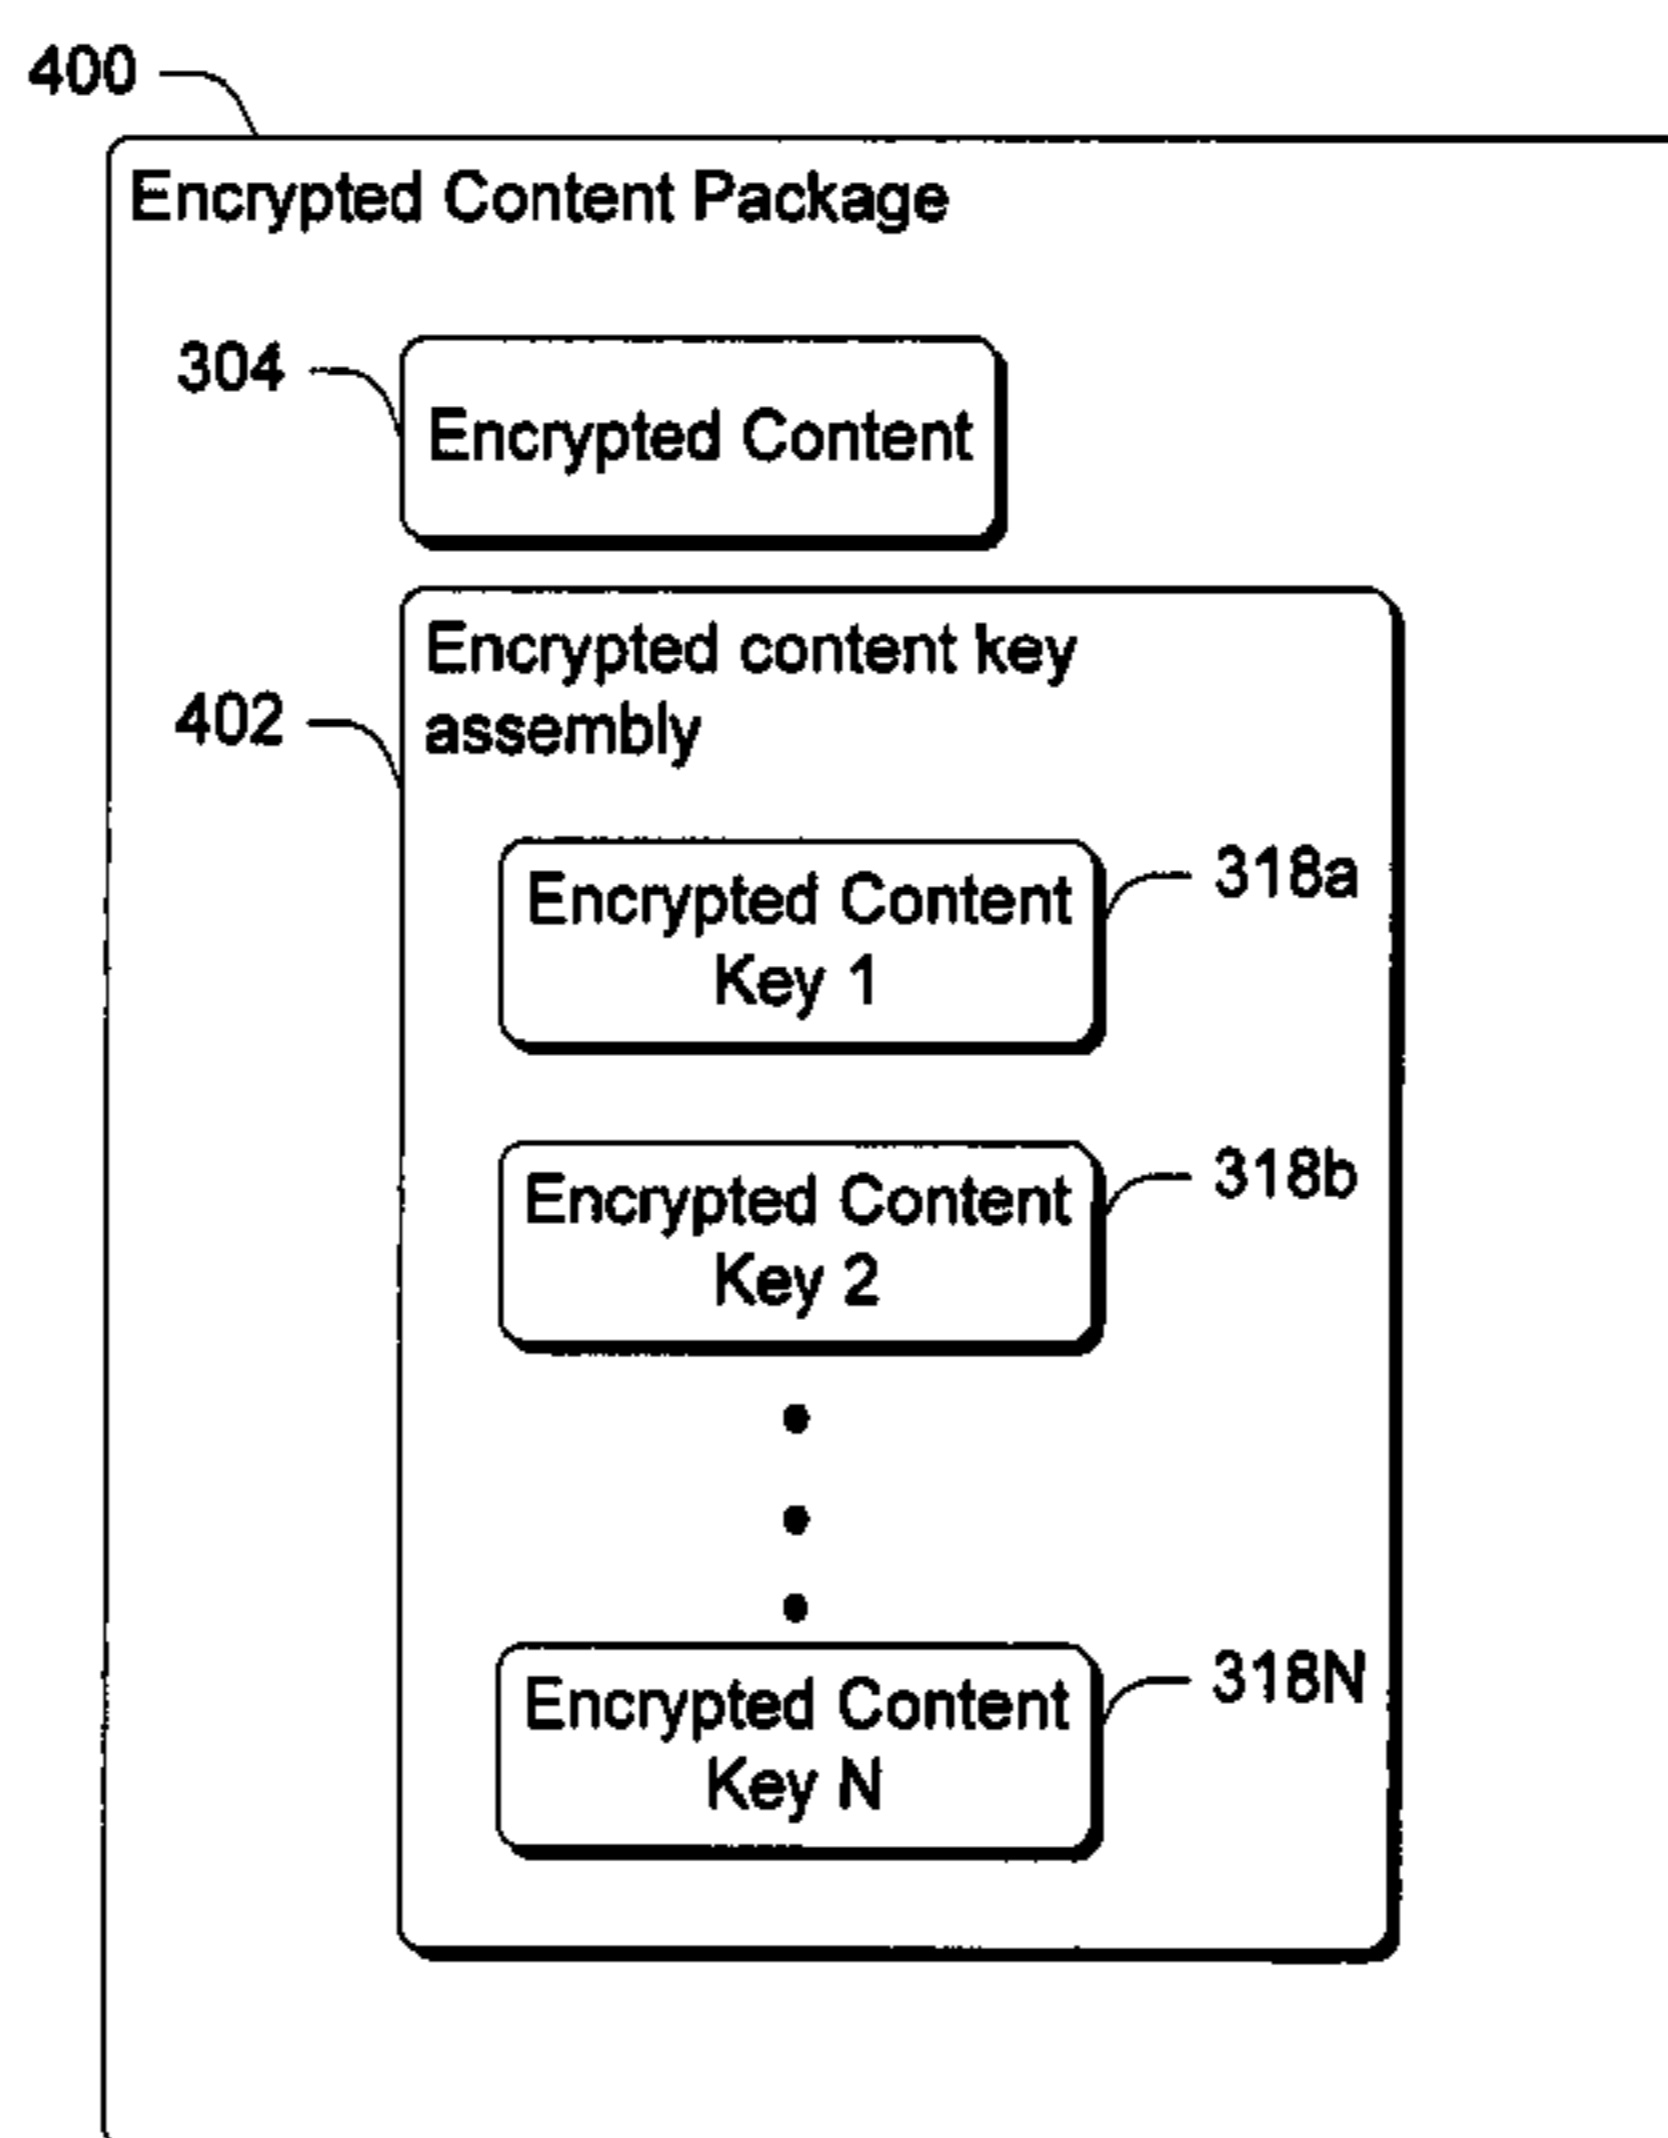 400
Encrypted Content Package
304
Encrypted Content
Encrypted content key
assembly
402
Encrypted Content
Key 1
318a
Encrypted Content
Key 2
318b
Encrypted Content
Key N
318N